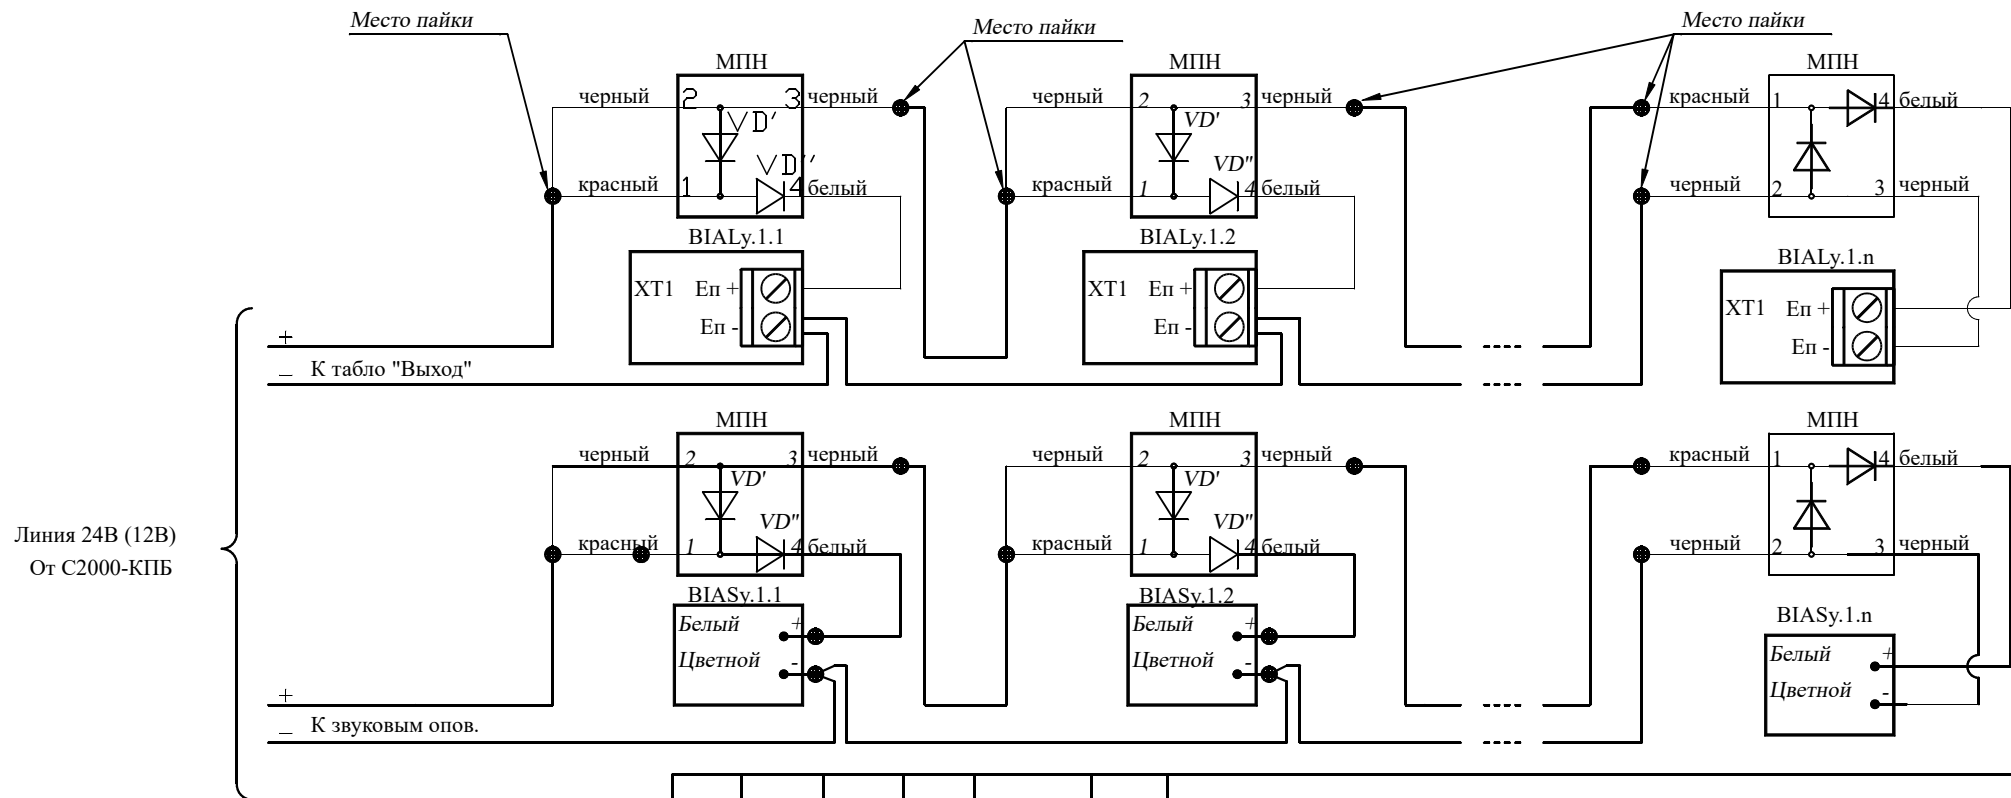 Место пайки
Место пайки
Место пайки
МПН
МПН
МПН
черный 2 3 черный
черный 2 3 черный
красный 1 4 белый
VD'
VD'
VD''
VD"
красный 1 4 белый
красный 1 4 белый
черный 2 3 черный
BIALy.1.1
BIALy.1.2
BIALy.1.n
XT1 Еп +
Еп -
XT1 Еп +
Еп -
XT1 Еп +
Еп -
+
_ К табло "Выход"
МПН
МПН
МПН
черный 2 3 черный
черный 2 3 черный
красный 1 4 белый
VD'
VD'
VD"
VD"
красный 1 4 белый
красный 1 4 белый
черный 2 3 черный
Линия 24В (12В)
От С2000-КПБ
BIASy.1.1
BIASy.1.2
BIASy.1.n
Белый +
Цветной -
Белый +
Цветной -
Белый +
Цветной -
+
_ К звуковым опов.